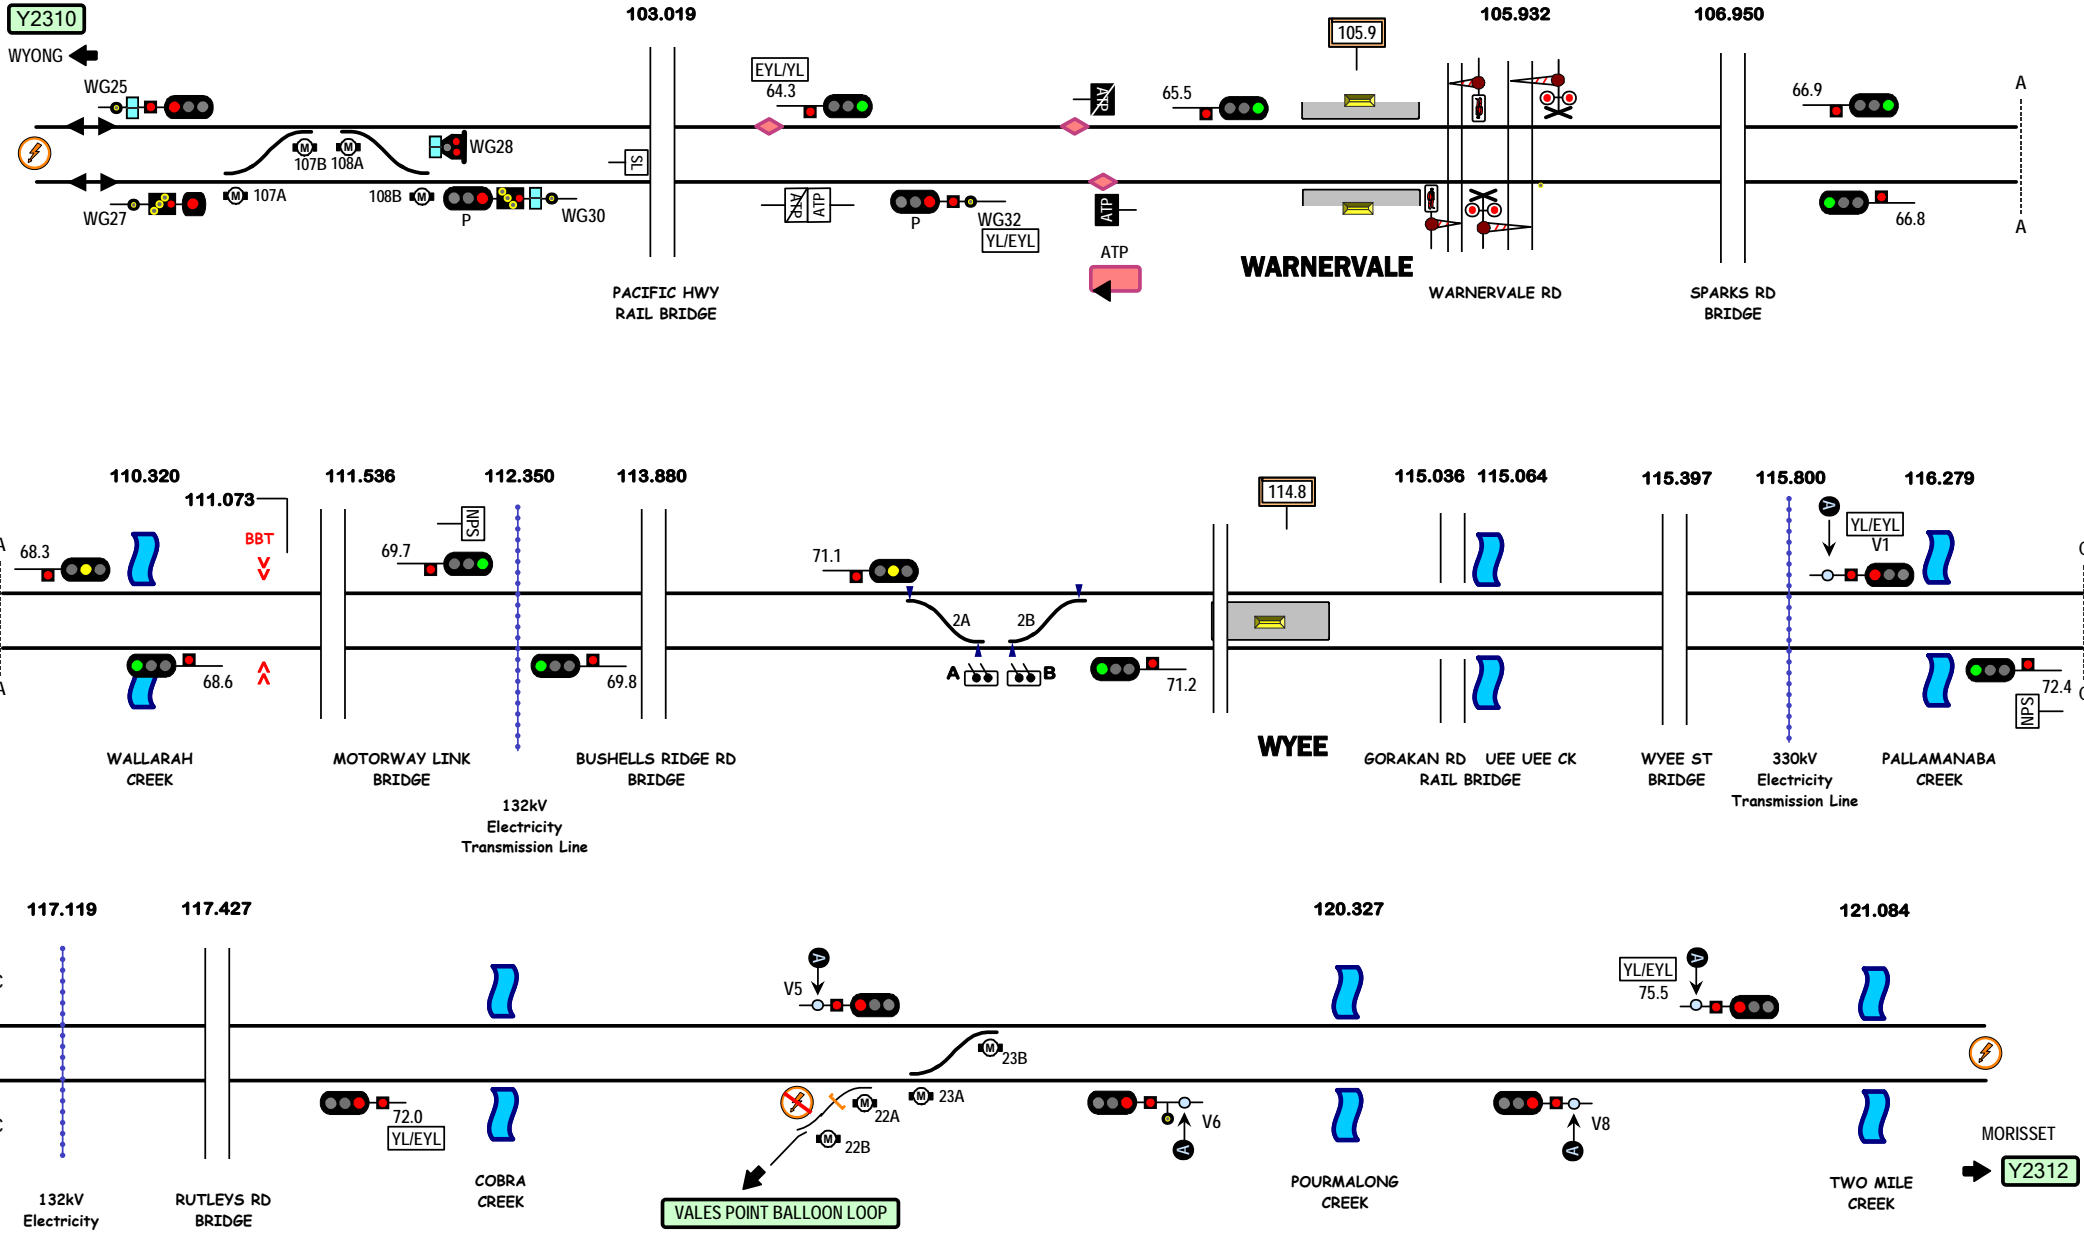 Y2310
103.019
105.932
106.950
WYONG
105.9
WG25
EYL/YL
64.3
ATP
65.5
66.9
A
107B
108A
WG28
SL
M
M
M
M
107A
108B
WG27
P
WG30
ATP
ATP
P
WG32
YL/EYL
ATP
66.8
A
ATP
WARNERVALE
PACIFIC HWY
RAIL BRIDGE
WARNERVALE RD
SPARKS RD
BRIDGE
110.320
111.073
111.536
112.350
113.880
114.8
115.036
115.064
115.397
115.800
116.279
A
68.3
BBT
69.7
NPS
71.1
A
YL/EYL
V1
C
2A
2B
A
68.6
69.8
A
B
71.2
72.4
C
NPS
WYEE
WALLARAH
CREEK
MOTORWAY LINK
BRIDGE
BUSHELLS RIDGE RD
BRIDGE
GORAKAN RD
UEE UEE CK
RAIL BRIDGE
WYEE ST
BRIDGE
330kV
Electricity
Transmission Line
PALLAMANABA
CREEK
132kV
Electricity
Transmission Line
117.119
117.427
120.327
121.084
C
A
V5
YL/EYL
A
75.5
M
23B
M
23A
M
22A
M
22B
C
72.0
YL/EYL
V6
A
V8
A
MORISSET
Y2312
132kV
Electricity
RUTLEYS RD
BRIDGE
COBRA
CREEK
VALES POINT BALLOON LOOP
POURMALONG
CREEK
TWO MILE
CREEK